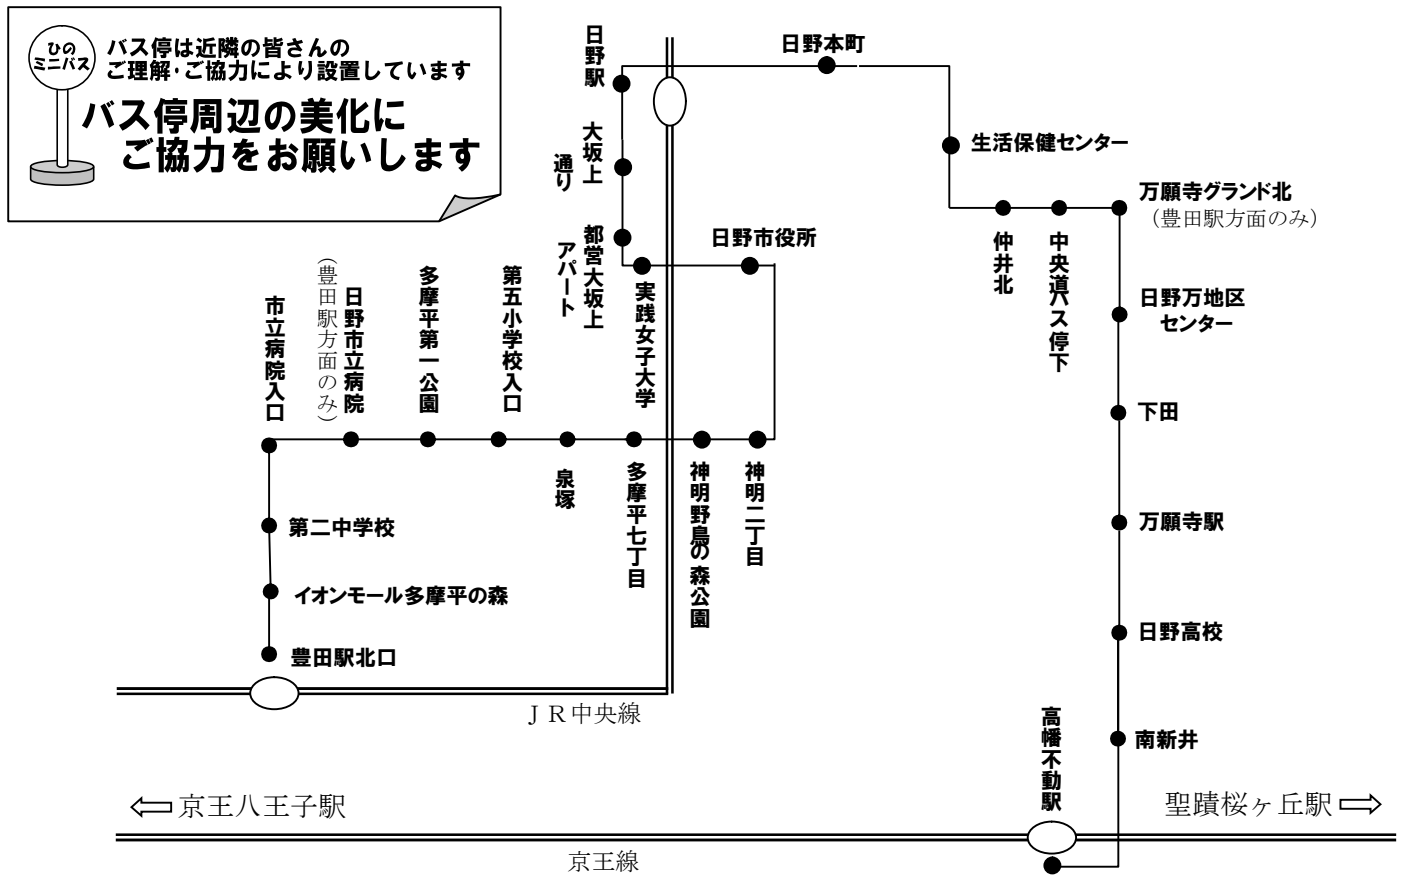 ひの
ミニバス
バス停は近隣の皆さんの
ご理解・ご協力により設置しています
バス停周辺の美化に
ご協力をお願いします
日野駅
日野本町
大坂上
通り
生活保健センター
万願寺グランド北
（豊田駅方面のみ）
都営大坂上
アパート
日野市役所
仲井北
中央道バス停下
実践女子大学
第五小学校入口
多摩平第一公園
日野市立病院
（豊田駅方面のみ）
市立病院入口
日野万地区
センター
下田
泉塚
多摩平七丁目
神明野鳥の森公園
神明二丁目
第二中学校
万願寺駅
イオンモール多摩平の森
日野高校
豊田駅北口
ＪＲ中央線
高幡不動駅
南新井
京王八王子駅
聖蹟桜ヶ丘駅
京王線